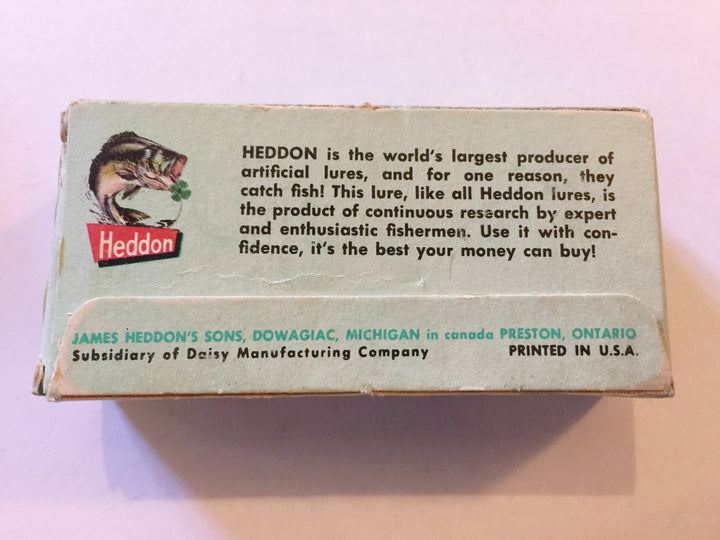 HEDDON is the world's largest producer of
artificial lures, and for one reason, they
catch fish! This lure, like all Heddon lures, is
the product of continuous research by expert
and enthusiastic fishermen. Use it with con-
fidence, it's the best your money can buy!
Heddon
JAMES HEDDON'S SONS, DOWAGIAC, MICHIGAN in canada PRESTON, ONTARIO
Subsidiary of Daisy Manufacturing Company PRINTED IN U.S.A.